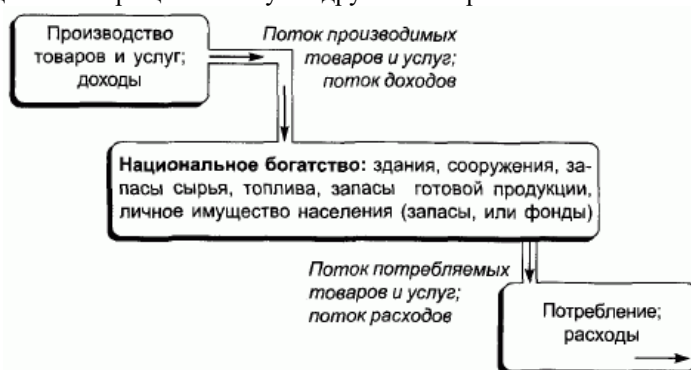 Производство
товаров и услуг;
доходы
Поток производимых
товаров и услуг;
поток доходов
Национальное богатство: здания, сооружения, за-
пасы сырья, топлива, запасы готовой продукции,
личное имущество населения (запасы, или фонды)
Поток потребляемых
товаров и услуг;
поток расходов
Потребление;
расходы